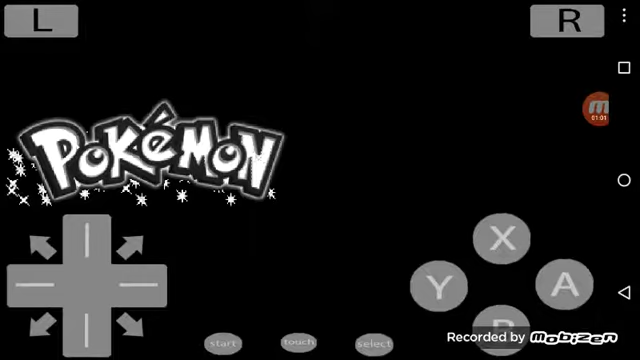 L
R
01:01
POKéMON
X
Y
A
B
start
touch
select
Recorded by MOBIZEN